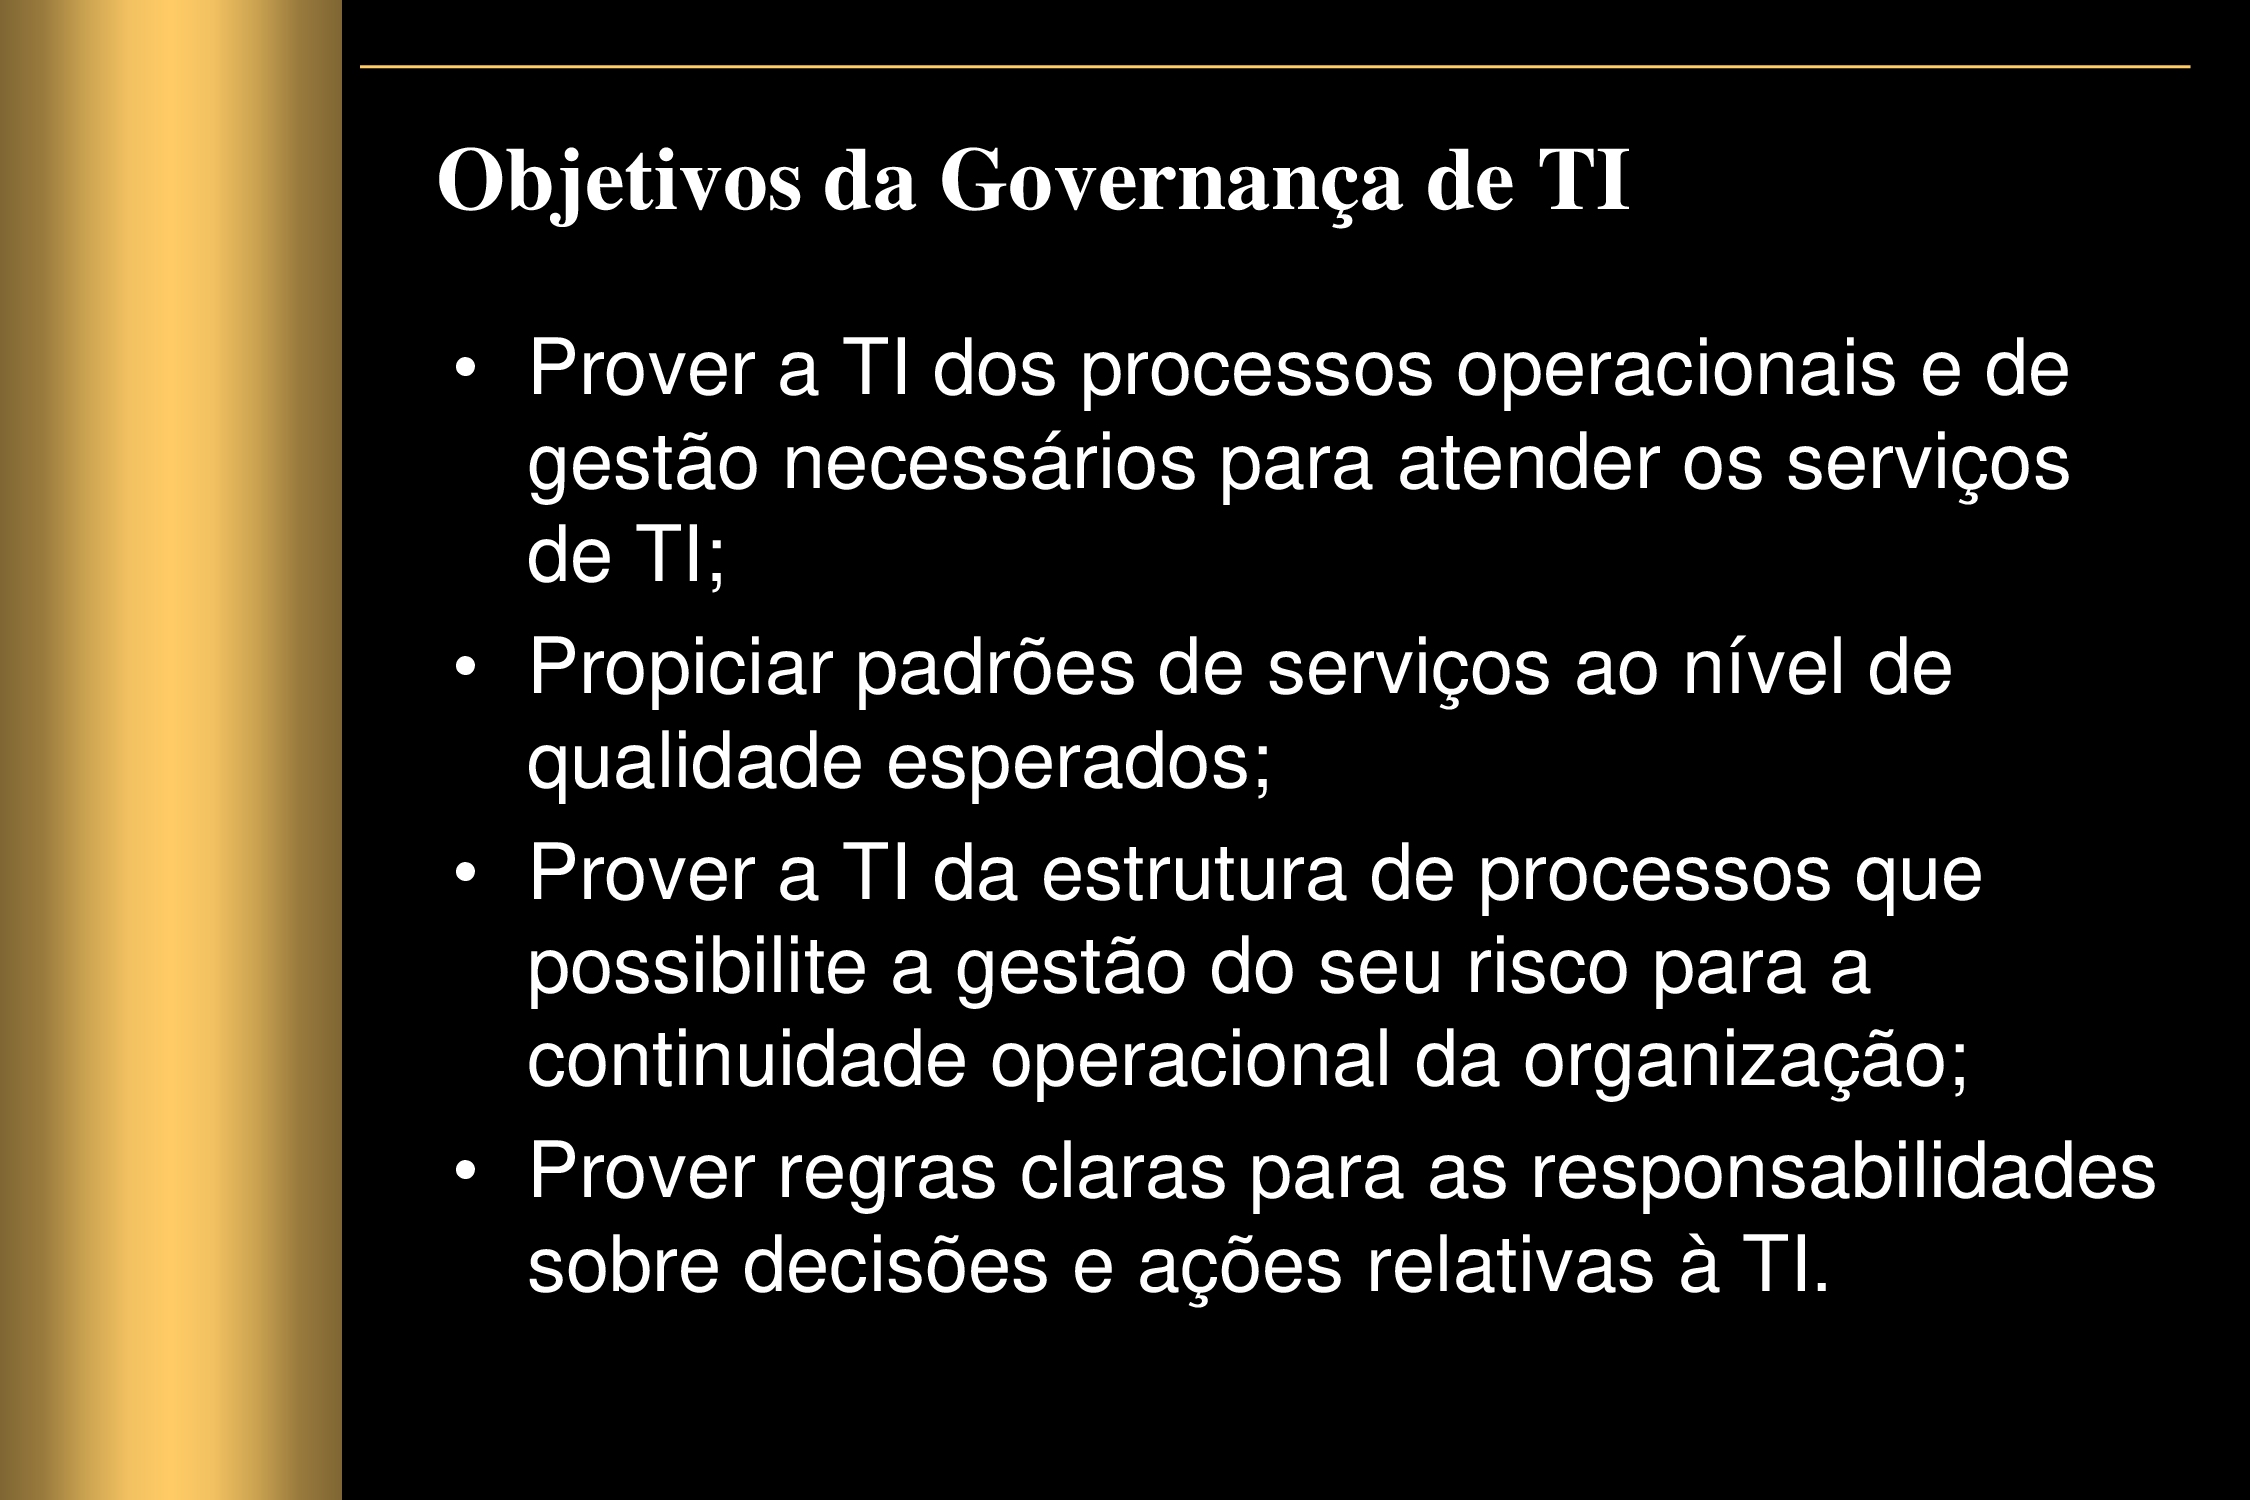 Objetivos da Governança de TI
• Prover a TI dos processos operacionais e de
gestão necessários para atender os serviços
de TI;
• Propiciar padrões de serviços ao nível de
qualidade esperados;
• Prover a TI da estrutura de processos que
possibilite a gestão do seu risco para a
continuidade operacional da organização;
• Prover regras claras para as responsabilidades
sobre decisões e ações relativas à TI.